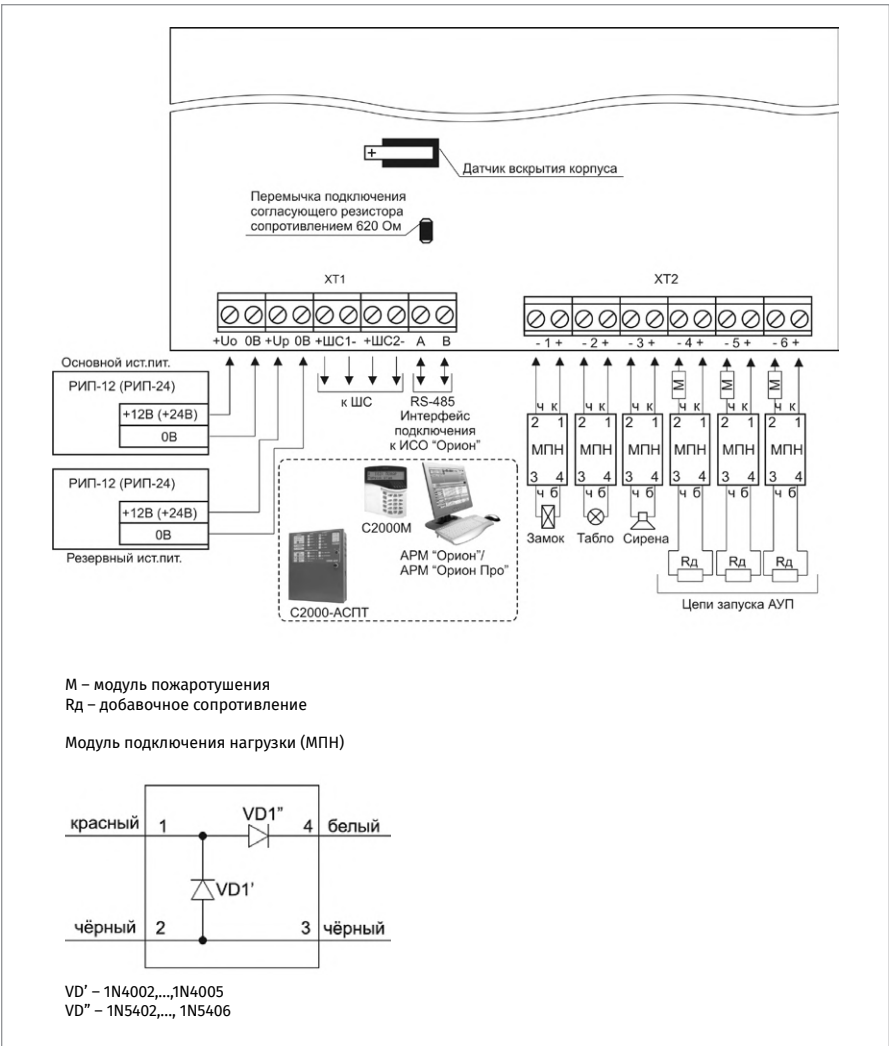 Датчик вскрытия корпуса
Перемычка подключения
согласующего резистора
сопротивлением 620 Ом
XT1
XT2
+Uo 0В +Up 0В +ШС1- +ШС2- A B
- 1 + - 2 + - 3 + - 4 + - 5 + - 6 +
Основной ист.пит.
РИП-12 (РИП-24)
+12В (+24В)
0В
РИП-12 (РИП-24)
+12В (+24В)
0В
Резервный ист.пит.
к ШС
RS-485
Интерфейс
подключения
к ИСО “Орион”
С2000М
АРМ “Орион”/
АРМ “Орион Про”
С2000-АСПТ
М М М
ч к ч к ч к ч к ч к ч к
2 1 2 1 2 1 2 1 2 1 2 1
МПН МПН МПН МПН МПН МПН
3 4 3 4 3 4 3 4 3 4 3 4
ч б ч б ч б ч б ч б ч б
Замок Табло Сирена
Rд Rд Rд
Цепи запуска АУП
М – модуль пожаротушения
Rд – добавочное сопротивление
Модуль подключения нагрузки (МПН)
красный 1 VD1” 4 белый
VD1’
чёрный 2 3 чёрный
VD’ – 1N4002,...,1N4005
VD” – 1N5402,..., 1N5406